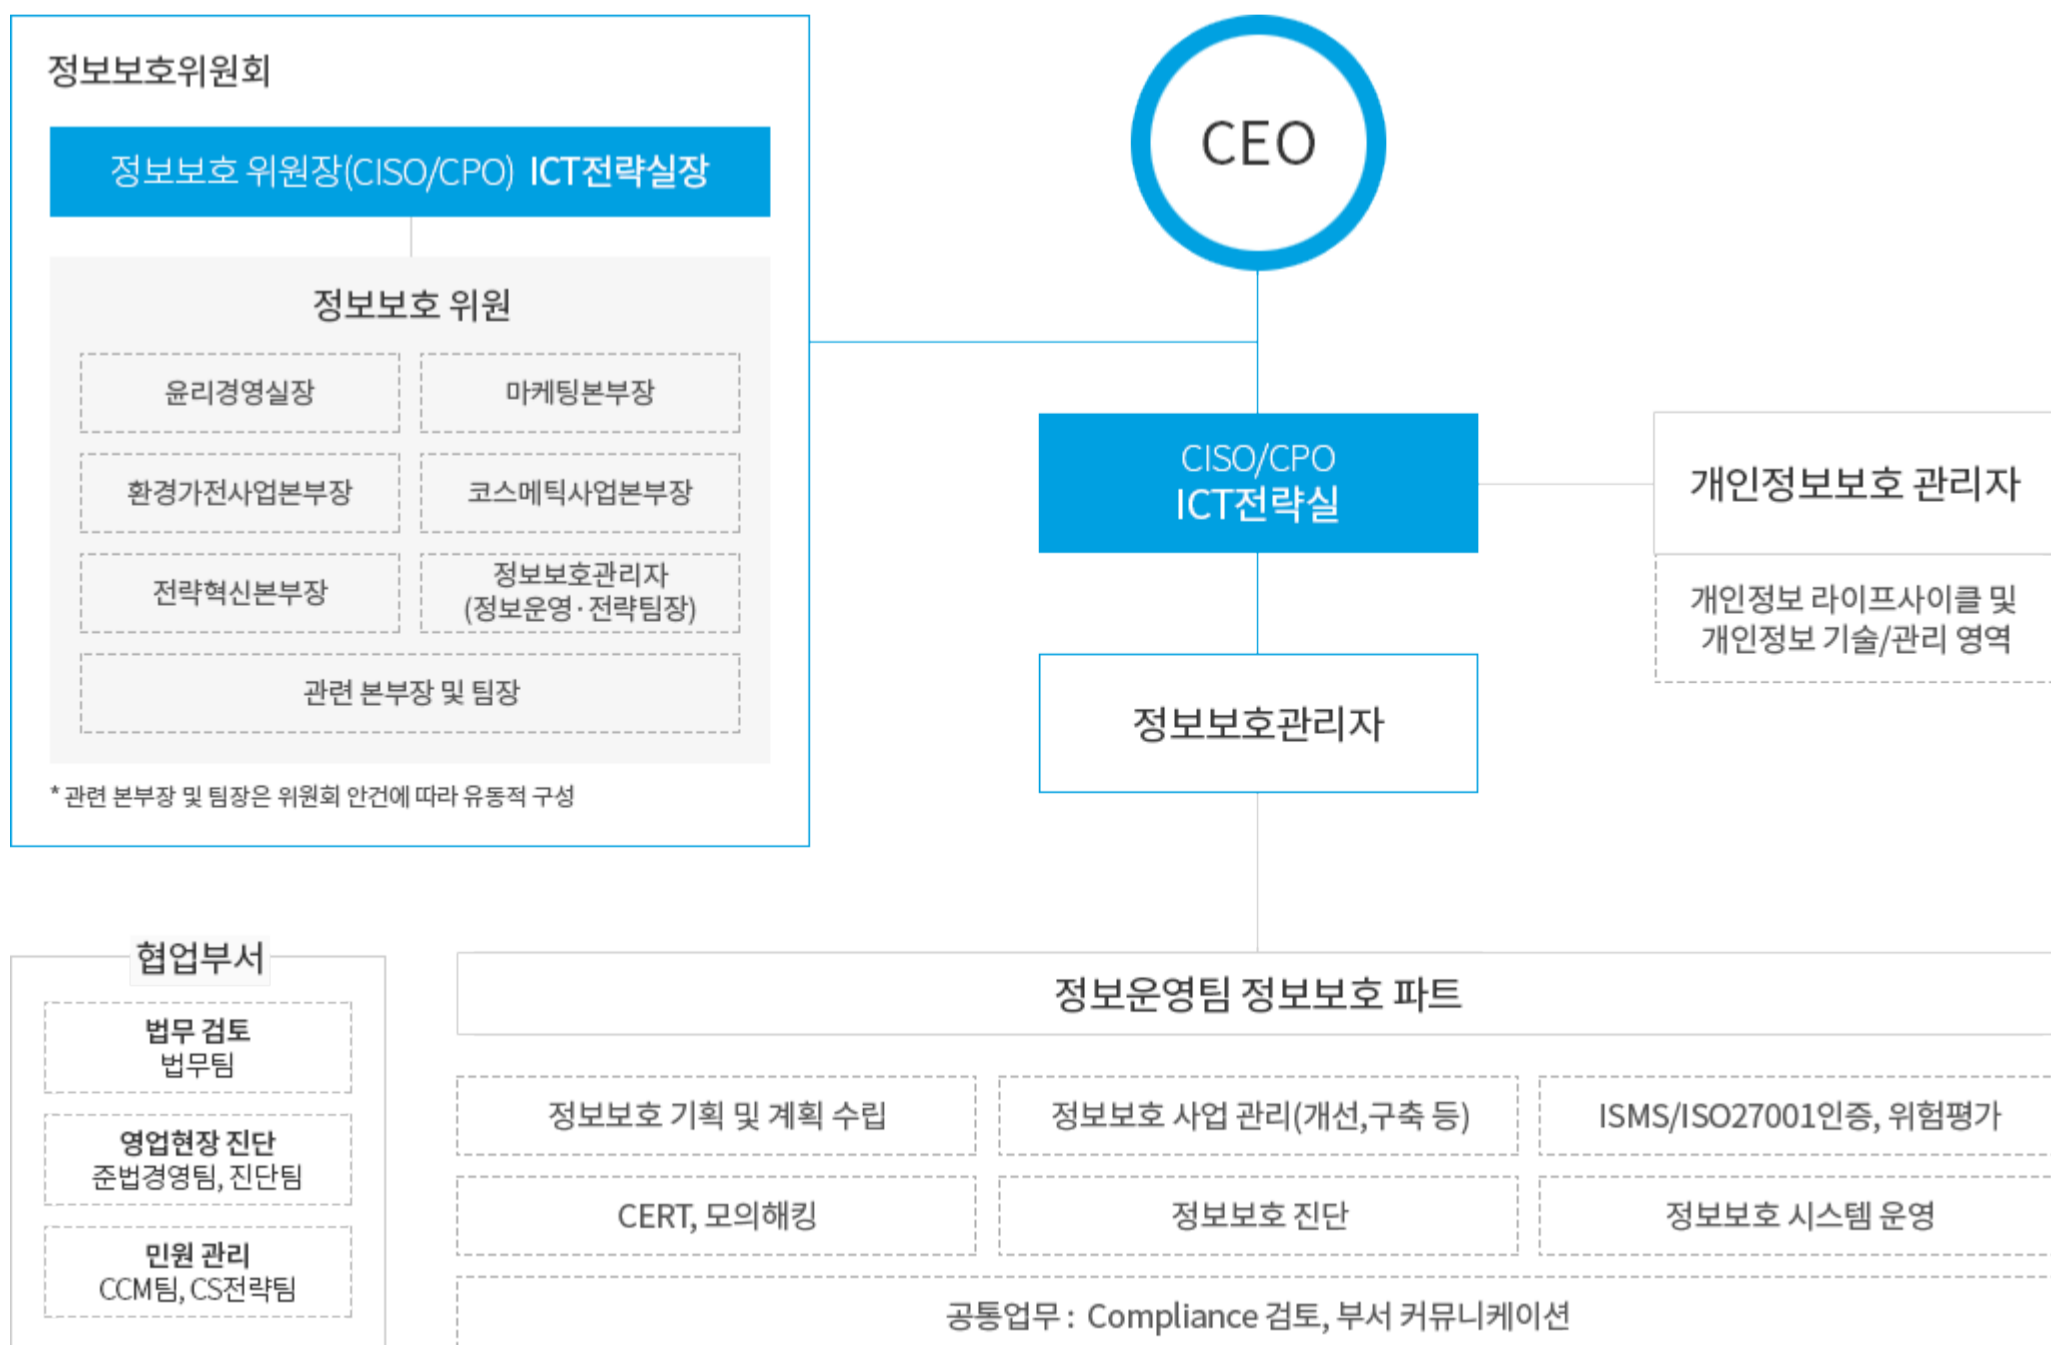 정보보호위원회
정보보호 위원장(CISO/CPO) ICT전략실장
정보보호 위원
윤리경영실장
마케팅본부장
환경가전사업본부장
코스메틱사업본부장
전략혁신본부장
정보보호관리자
(정보운영·전략팀장)
관련 본부장 및 팀장
* 관련 본부장 및 팀장은 위원회 안건에 따라 유동적 구성
CEO
CISO/CPO
ICT전략실
개인정보보호 관리자
개인정보 라이프사이클 및
개인정보 기술/관리 영역
정보보호관리자
협업부서
법무 검토
법무팀
영업현장 진단
준법경영팀, 진단팀
민원 관리
CCM팀, CS전략팀
정보운영팀 정보보호 파트
정보보호 기획 및 계획 수립
정보보호 사업 관리(개선,구축 등)
ISMS/ISO27001인증, 위험평가
CERT, 모의해킹
정보보호 진단
정보보호 시스템 운영
공통업무 : Compliance 검토, 부서 커뮤니케이션